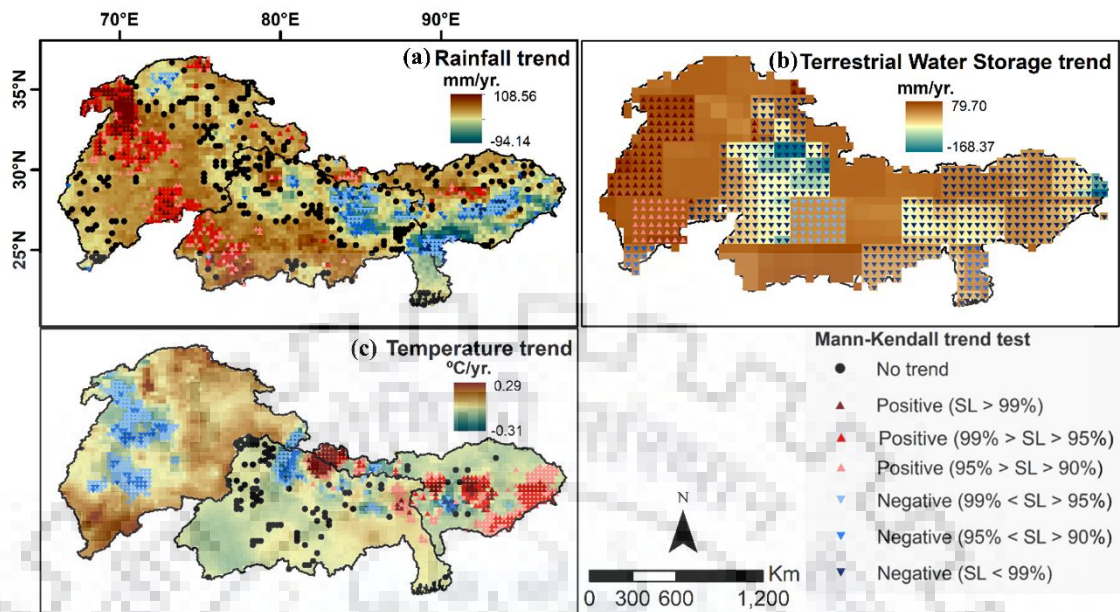 70°E 80°E 90°E
(a) Rainfall trend
mm/yr.
108.56
-94.14
35°N
30°N
25°N
(b) Terrestrial Water Storage trend
mm/yr.
79.70
-168.37
(c) Temperature trend
ºC/yr.
0.29
-0.31
Mann-Kendall trend test
No trend
Positive (SL > 99%)
Positive (99% > SL > 95%)
Positive (95% > SL > 90%)
Negative (99% < SL > 95%)
Negative (95% < SL > 90%)
Negative (SL < 99%)
N
Km
0 300 600 1,200